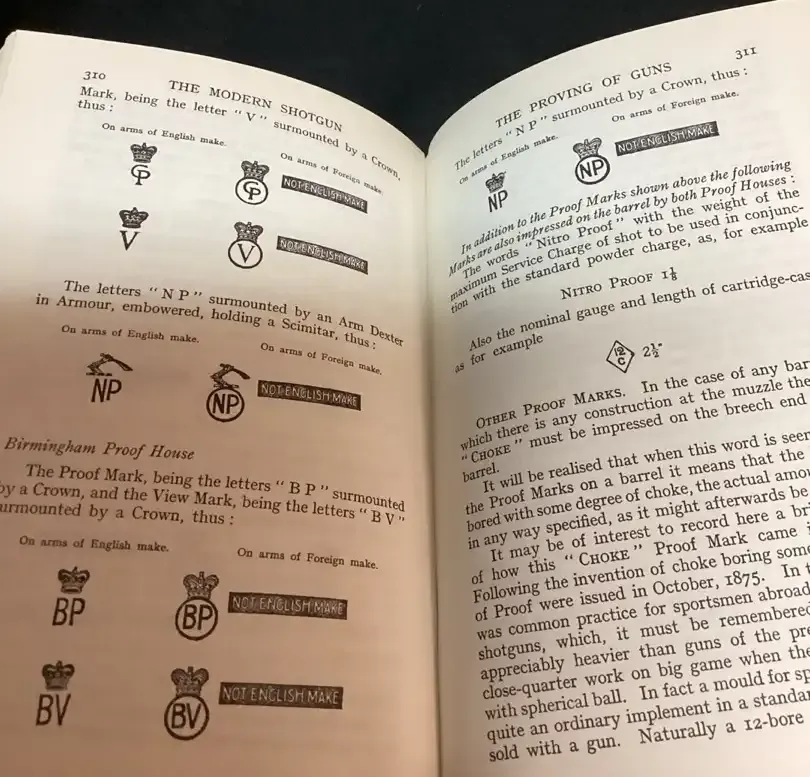 310
THE MODERN SHOTGUN
Mark, being the letter "V" surmounted by a Crown,
thus:
On arms of English make.
On arms of Foreign make.
GP
GP
NOT ENGLISH MAKE
V
V
NOT ENGLISH MAKE
The letters "N P" surmounted by an Arm Dexter
in Armour, embowered, holding a Scimitar, thus:
On arms of English make.
On arms of Foreign make.
NP
NP
NOT ENGLISH MAKE
Birmingham Proof House
The Proof Mark, being the letters "B P" surmounted
by a Crown, and the View Mark, being the letters "B V"
surmounted by a Crown, thus:
On arms of English make.
On arms of Foreign make.
BP
BP
NOT ENGLISH MAKE
BV
BV
NOT ENGLISH MAKE
THE PROVING OF GUNS
311
The letters "N P" surmounted by a Crown, thus:
On arms of English make.
On arms of Foreign make.
NP
NP
NOT ENGLISH MAKE
In addition to the Proof Marks shown above the following
Marks are also impressed on the barrel by both Proof Houses:
The words "Nitro Proof" with the weight of the
maximum Service Charge of shot to be used in conjunc-
tion with the standard powder charge, as, for example
NITRO PROOF 1⅛
Also the nominal gauge and length of cartridge-cas
as for example
12
C
2½"
OTHER PROOF MARKS. In the case of any bar
which there is any construction at the muzzle the
"CHOKE" must be impressed on the breech end
barrel.
It will be realised that when this word is seen
the Proof Marks on a barrel it means that the
bored with some degree of choke, the actual amou
in any way specified, as it might afterwards be
It may be of interest to record here a bri
of how this "CHOKE" Proof Mark came i
Following the invention of choke boring some
of Proof were issued in October, 1875. In t
was common practice for sportsmen abroad
shotguns, which, it must be remembered
appreciably heavier than guns of the pre
close-quarter work on big game when the
with spherical ball. In fact a mould for sp
quite an ordinary implement in a standar
sold with a gun. Naturally a 12-bore